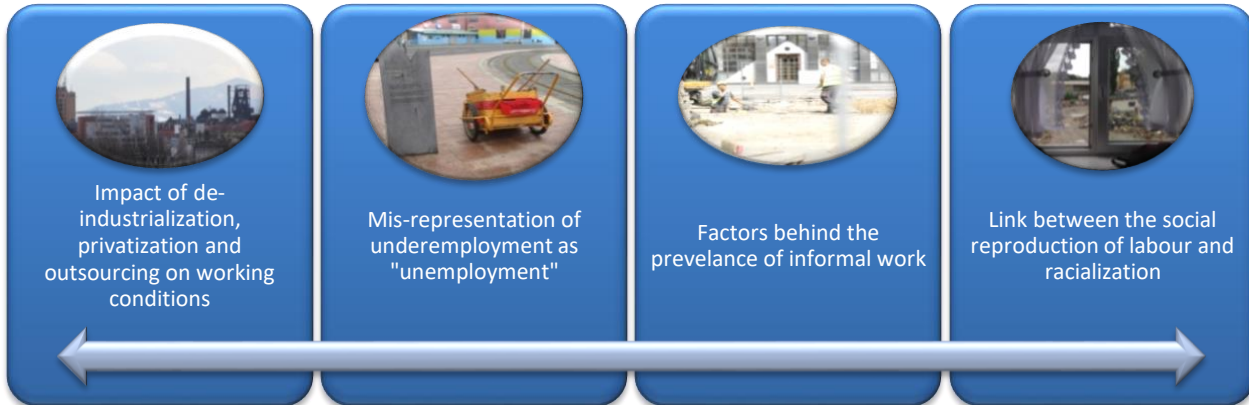 Impact of de-
industrialization,
privatization and
outsourcing on working
conditions
Mis-representation of
underemployment as
"unemployment"
Factors behind the
prevelance of informal work
Link between the social
reproduction of labour and
racialization